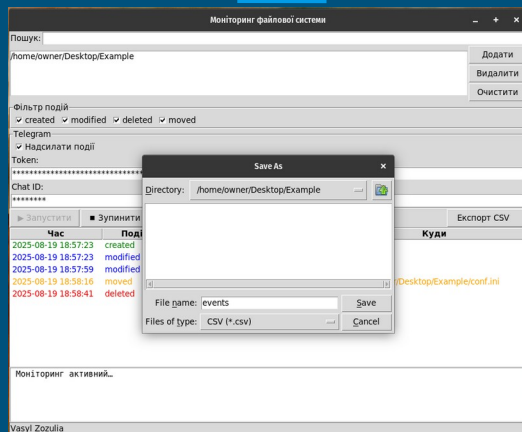 Моніторинг файлової системи
Пошук:
/home/owner/Desktop/Example
Додати
Видалити
Очистити
Фільтр подій
created modified deleted moved
Telegram
Надсилати події
Token:
*******************************
Chat ID:
********
Запустити Зупинити Експорт CSV
Час Поді Куди
2025-08-19 18:57:23 created
2025-08-19 18:57:23 modified
2025-08-19 18:57:59 modified
2025-08-19 18:58:16 moved /Desktop/Example/conf.ini
2025-08-19 18:58:41 deleted
Save As
Directory: /home/owner/Desktop/Example
File name: events Save
Files of type: CSV (*.csv) Cancel
Моніторинг активний…
Vasyl Zozulia